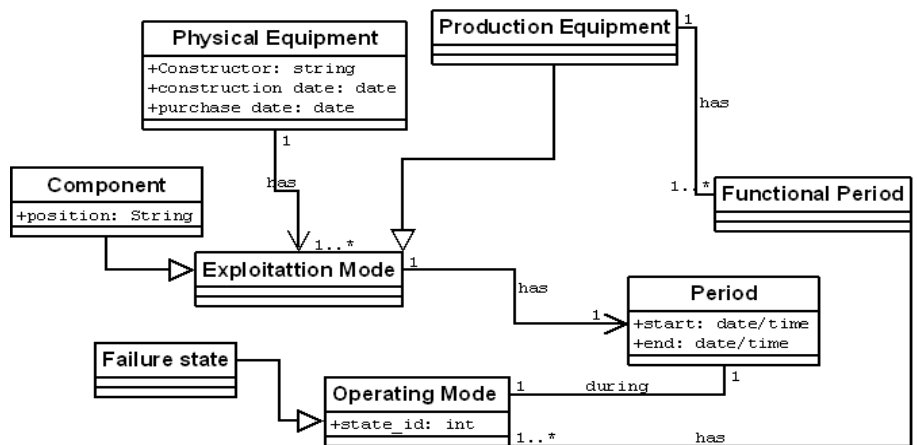 Physical Equipment
+Constructor: string
+construction date: date
+purchase date: date
1
has
1..*
Production Equipment
1
has
1..*
Functional Period
Component
+position: String
Exploitattion Mode
1
has
1
Period
+start: date/time
+end: date/time
1
Failure state
Operating Mode
+state_id: int
1
during
1..*
has